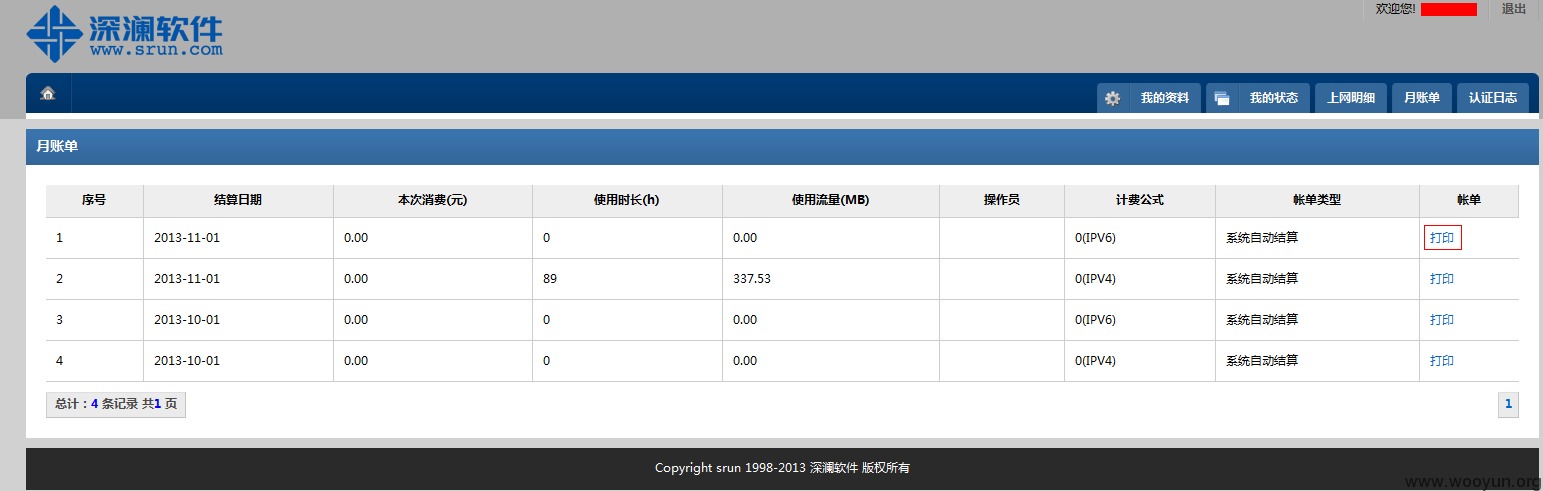 深澜软件
www.srun.com
欢迎您! 退出
我的资料 我的状态 上网明细 月账单 认证日志
月账单
序号 结算日期 本次消费(元) 使用时长(h) 使用流量(MB) 操作员 计费公式 帐单类型 帐单
1 2013-11-01 0.00 0 0.00 0(IPV6) 系统自动结算 打印
2 2013-11-01 0.00 89 337.53 0(IPV4) 系统自动结算 打印
3 2013-10-01 0.00 0 0.00 0(IPV6) 系统自动结算 打印
4 2013-10-01 0.00 0 0.00 0(IPV4) 系统自动结算 打印
总计：4 条记录 共1 页 1
Copyright srun 1998-2013 深澜软件 版权所有
www.wooyun.org